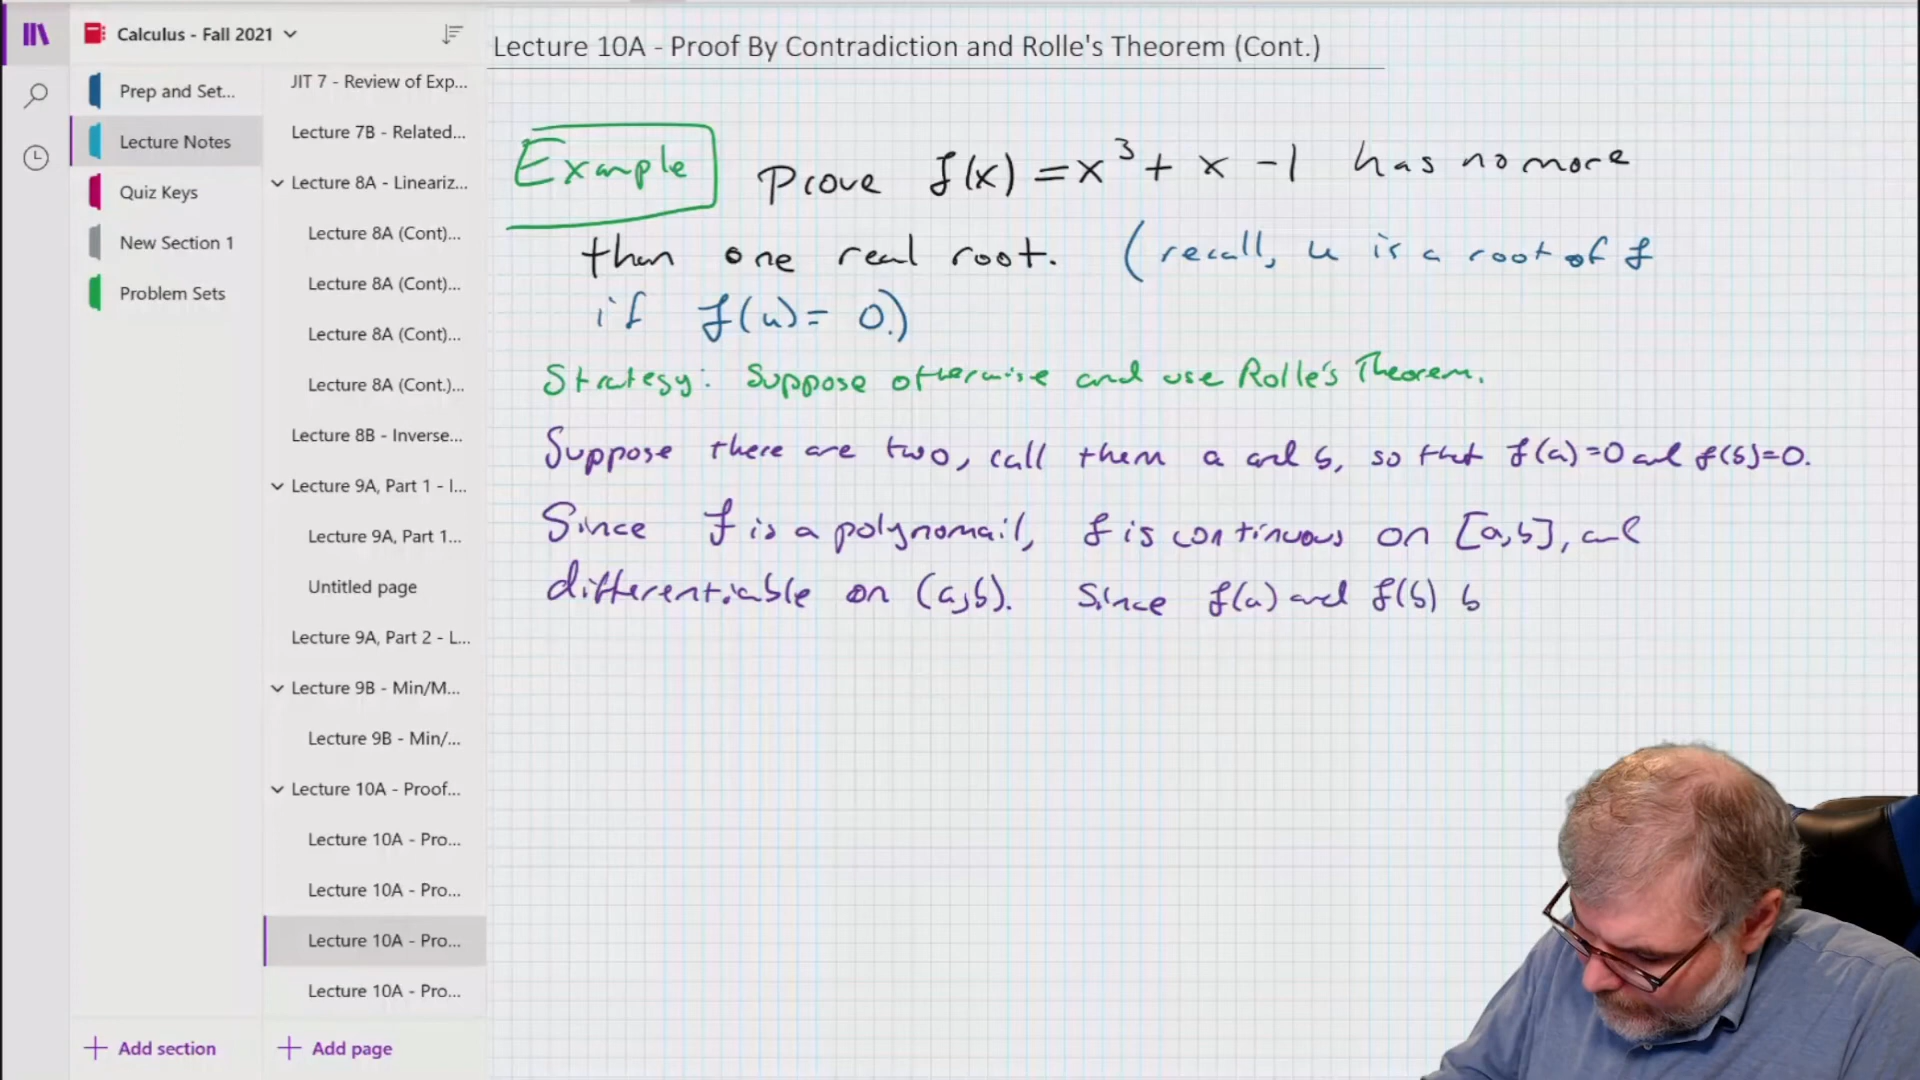 Calculus - Fall 2021
Prep and Set...
Lecture Notes
Quiz Keys
New Section 1
Problem Sets
Add section
JIT 7 - Review of Exp...
Lecture 7B - Related...
Lecture 8A - Lineariz...
Lecture 8A (Cont)...
Lecture 8A (Cont)...
Lecture 8A (Cont)...
Lecture 8A (Cont.)...
Lecture 8B - Inverse...
Lecture 9A, Part 1 - I...
Lecture 9A, Part 1...
Untitled page
Lecture 9A, Part 2 - L...
Lecture 9B - Min/M...
Lecture 9B - Min/...
Lecture 10A - Proof...
Lecture 10A - Pro...
Lecture 10A - Pro...
Lecture 10A - Pro...
Lecture 10A - Pro...
Add page
Lecture 10A - Proof By Contradiction and Rolle's Theorem (Cont.)
Example Prove f(x) = x³ + x - 1 has no more
than one real root. (recall, u is a root of f
if f(u) = 0.)
Strategy: Suppose otherwise and use Rolle's Theorem.
Suppose there are two, call them a and b, so that f(a)=0 and f(b)=0.
Since f is a polynomail, f is continuous on [a,b], and
differentiable on (a,b). Since f(a) and f(b) b